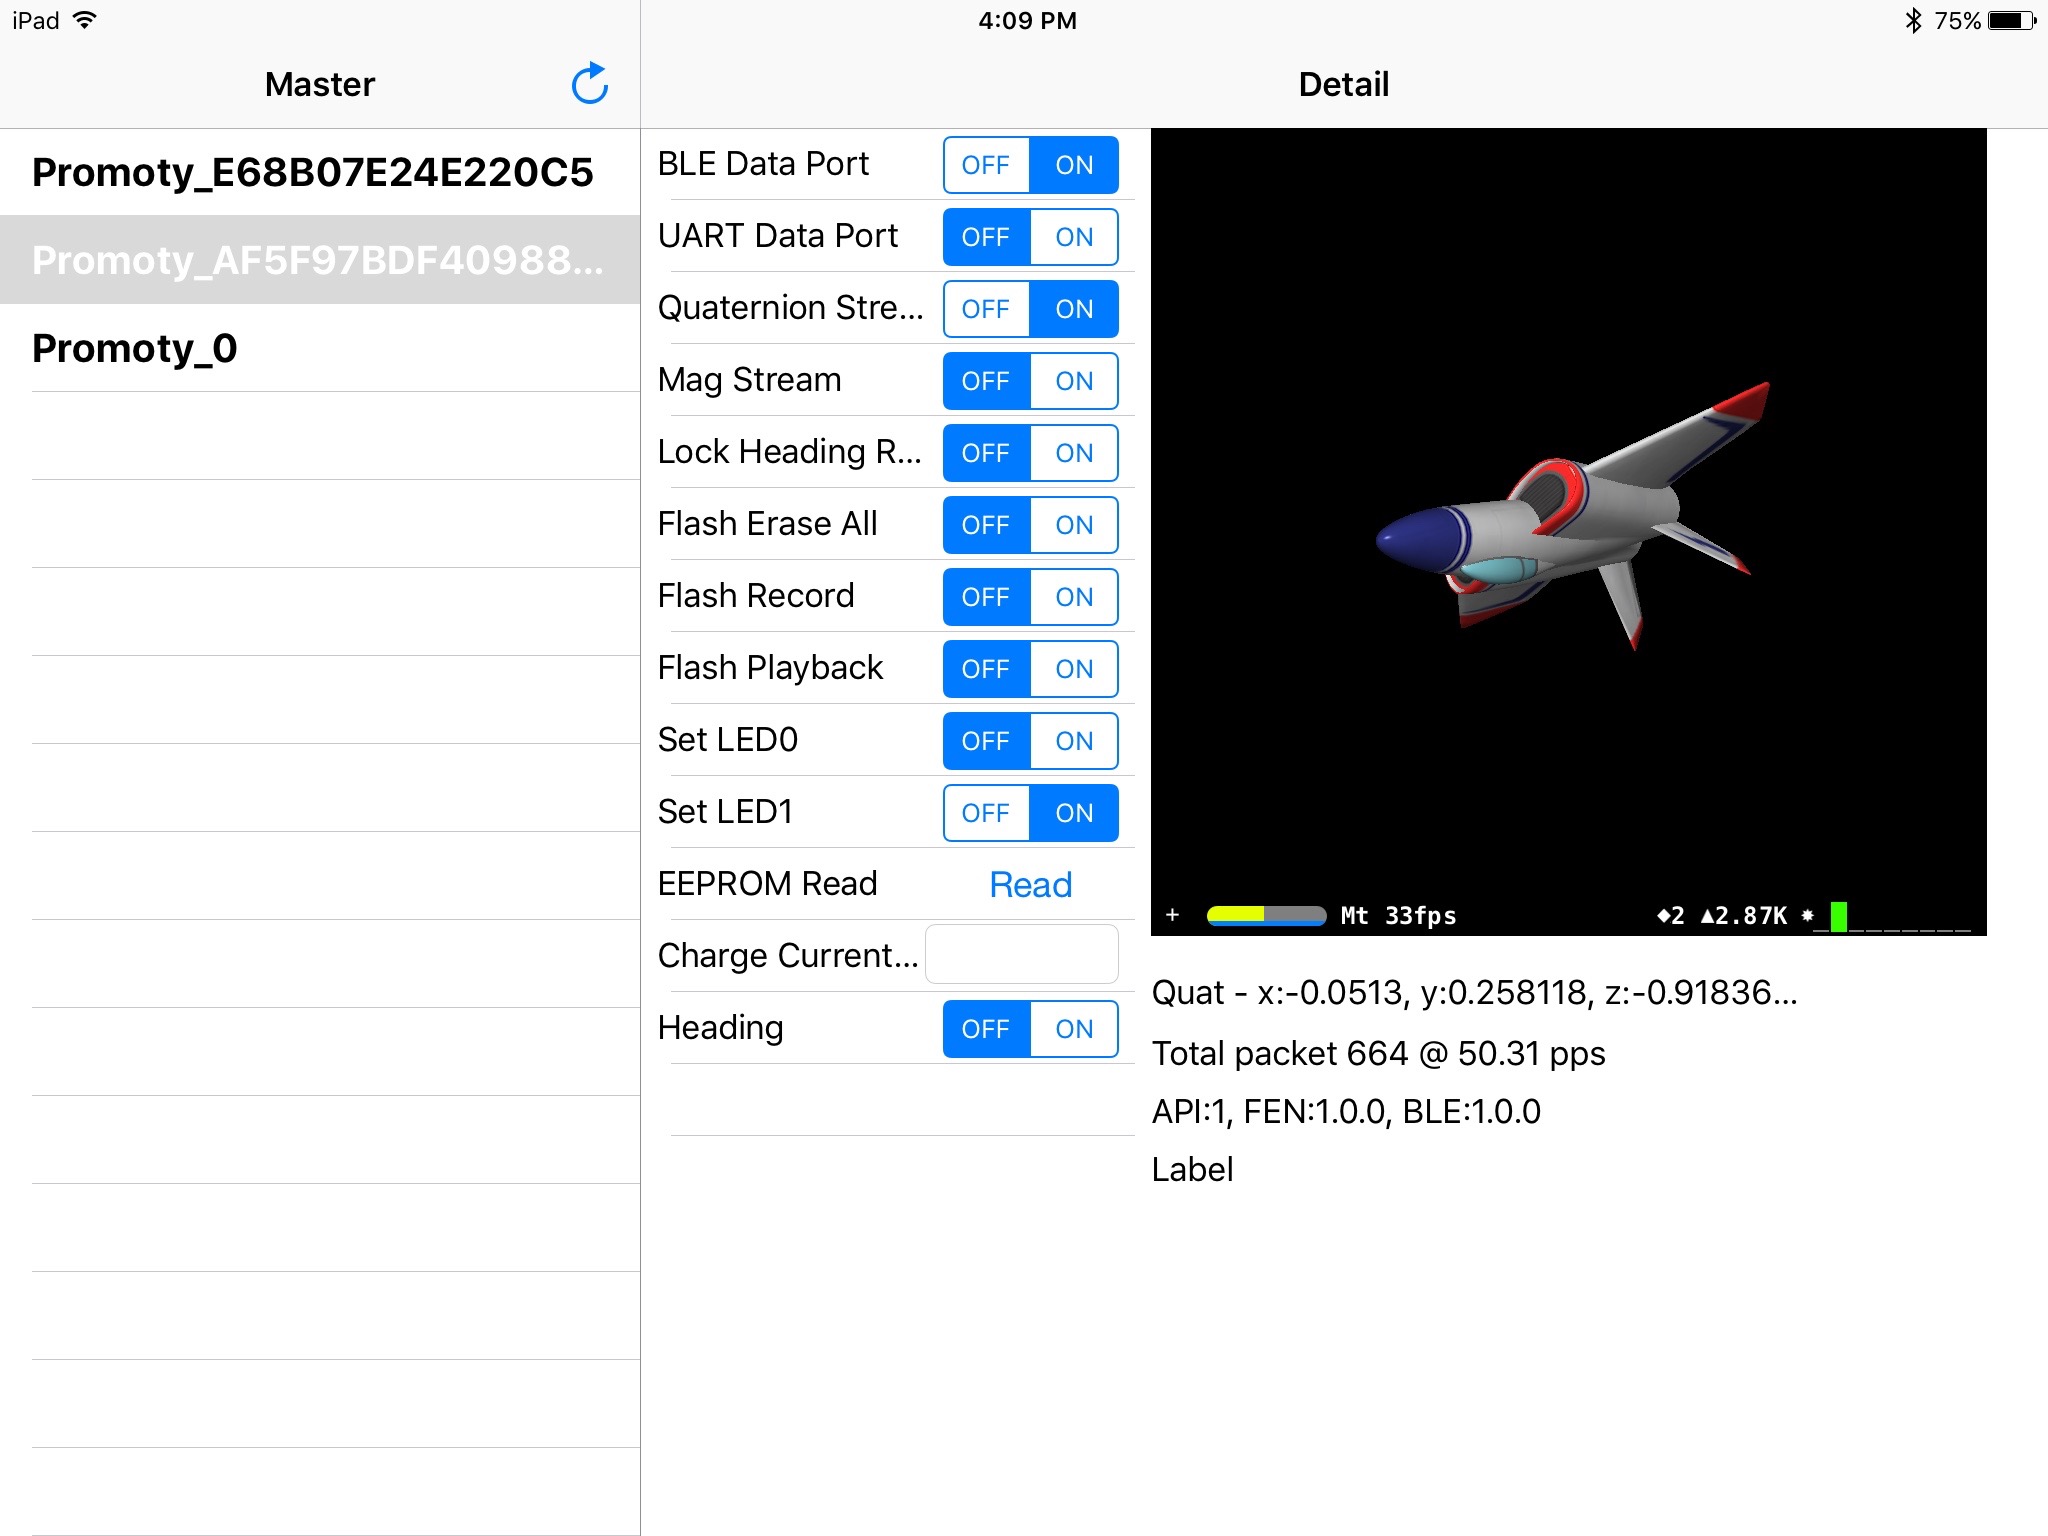 iPad
4:09 PM
75%
Master
Detail
Promoty_E68B07E24E220C5
Promoty_AF5F97BDF40988...
Promoty_0
BLE Data Port OFF ON
UART Data Port OFF ON
Quaternion Stre... OFF ON
Mag Stream OFF ON
Lock Heading R... OFF ON
Flash Erase All OFF ON
Flash Record OFF ON
Flash Playback OFF ON
Set LED0 OFF ON
Set LED1 OFF ON
EEPROM Read Read
Charge Current...
Heading OFF ON
+ Mt 33fps ◆2 ▲2.87K
Quat - x:-0.0513, y:0.258118, z:-0.91836...
Total packet 664 @ 50.31 pps
API:1, FEN:1.0.0, BLE:1.0.0
Label